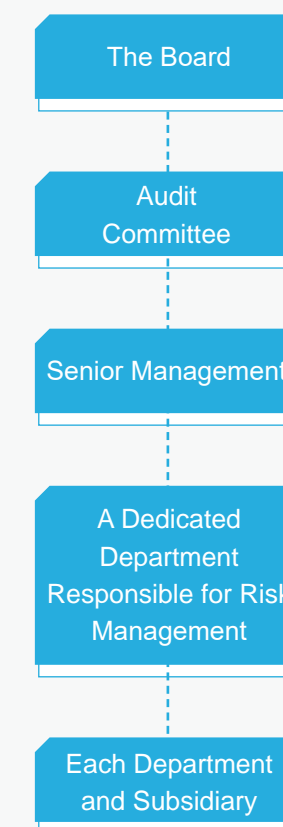 The Board
Audit
Committee
Senior Management
A Dedicated
Department
Responsible for Risk
Management
Each Department
and Subsidiary